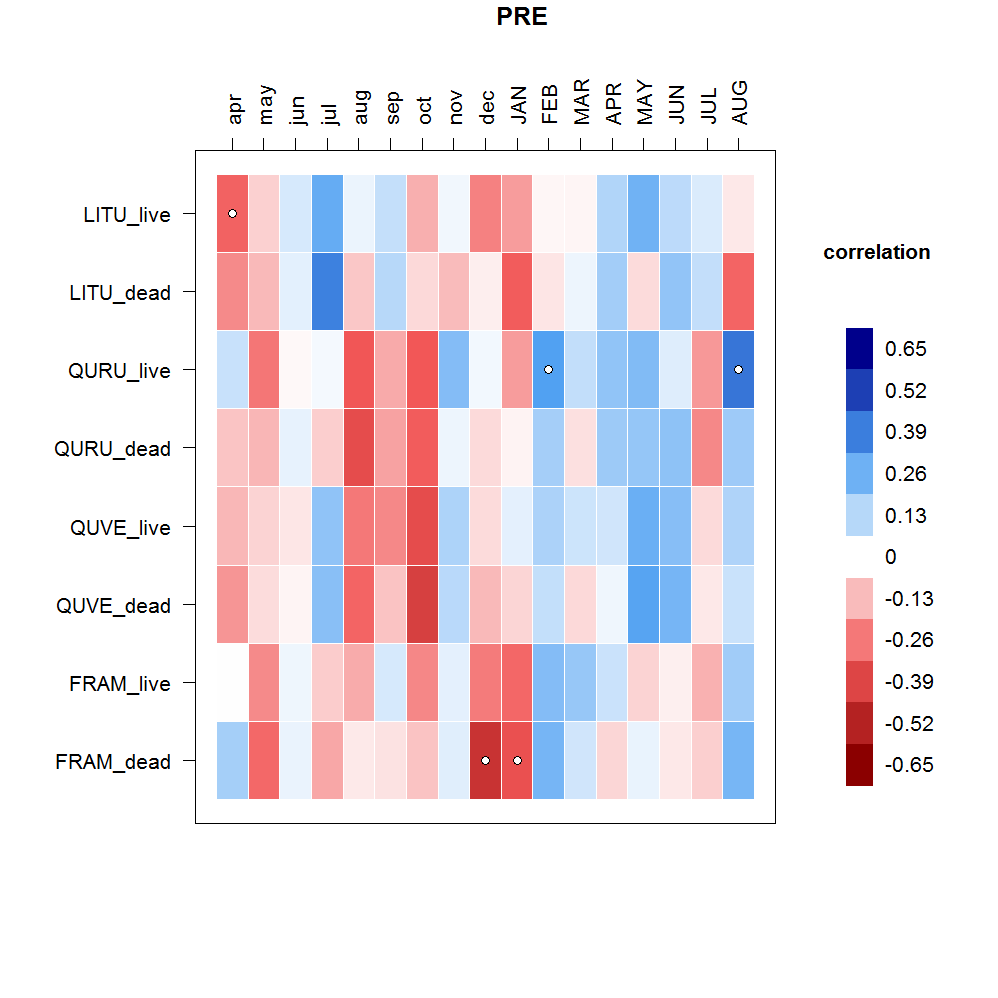 PRE
apr may jun jul aug sep oct nov dec JAN FEB MAR APR MAY JUN JUL AUG
LITU_live
LITU_dead
QURU_live
QURU_dead
QUVE_live
QUVE_dead
FRAM_live
FRAM_dead
correlation
0.65
0.52
0.39
0.26
0.13
0
-0.13
-0.26
-0.39
-0.52
-0.65